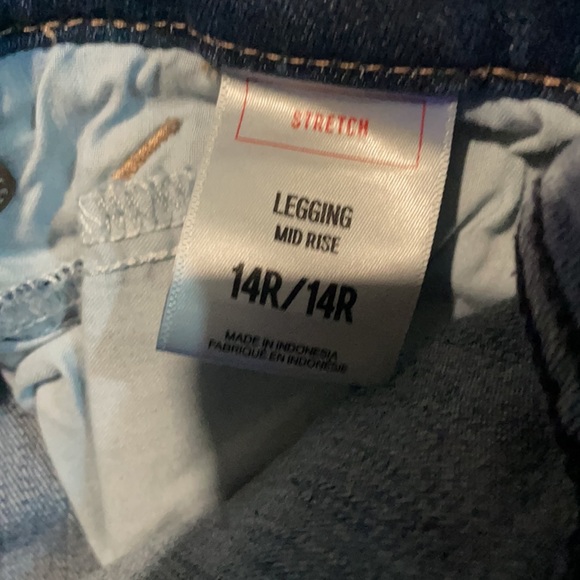 STRETCH
LEGGING
MID RISE
14R/14R
MADE IN INDONESIA
FABRIQUÉ EN INDONÉSIE